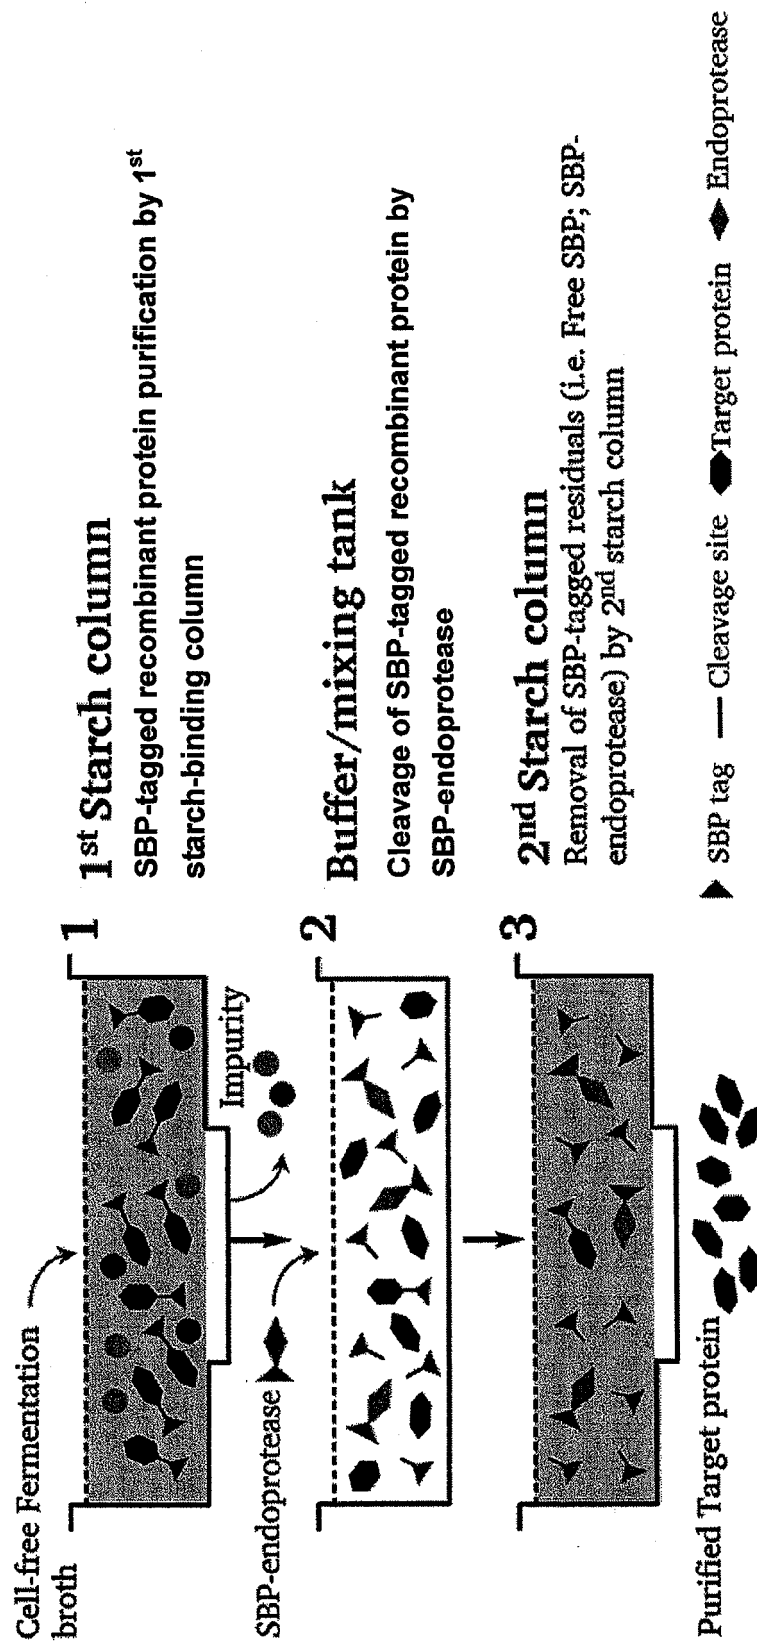 Cell-free Fermentation
broth
1
1st Starch column
SBP-tagged recombinant protein purification by 1st
starch-binding column
Impurity
SBP-endoprotease
2
Buffer/mixing tank
Cleavage of SBP-tagged recombinant protein by
SBP-endoprotease
3
2nd Starch column
Removal of SBP-tagged residuals (i.e. Free SBP; SBP-
endoprotease) by 2nd starch column
Purified Target protein
SBP tag — Cleavage site Target protein Endoprotease